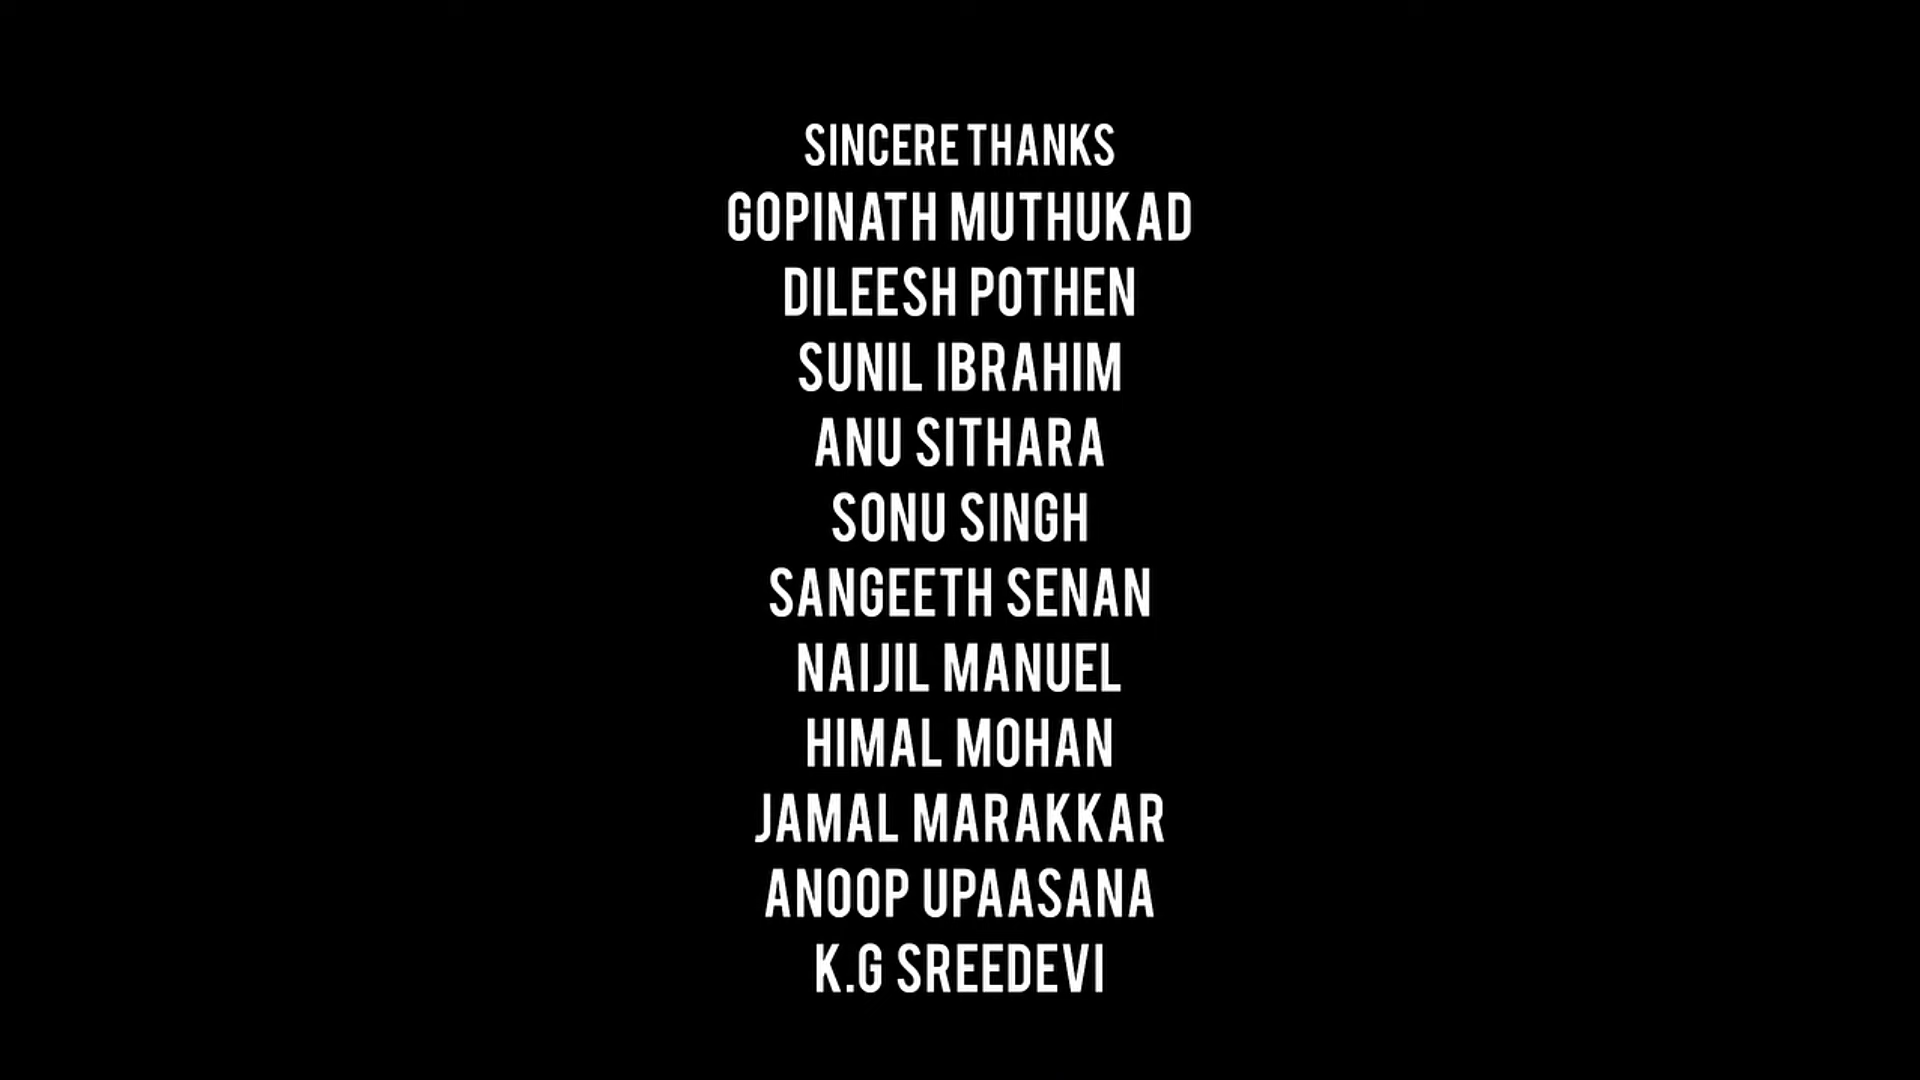 SINCERE THANKS
GOPINATH MUTHUKAD
DILEESH POTHEN
SUNIL IBRAHIM
ANU SITHARA
SONU SINGH
SANGEETH SENAN
NAIJIL MANUEL
HIMAL MOHAN
JAMAL MARAKKAR
ANOOP UPAASANA
K.G SREEDEVI